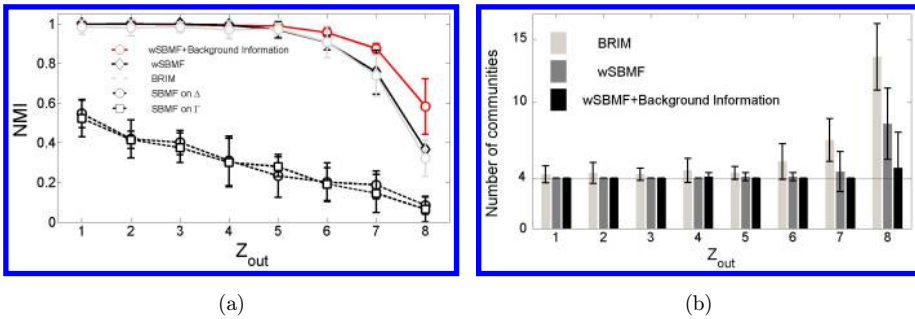 NMI
1
0.8
0.6
0.4
0.2
0
wSBMF+Background Information
wSBMF
BRIM
SBMF on Δ
SBMF on Γ
1 2 3 4 5 6 7 8
Zout
(a)
Number of communities
15
10
4
0
BRIM
wSBMF
wSBMF+Background Information
1 2 3 4 5 6 7 8
Zout
(b)